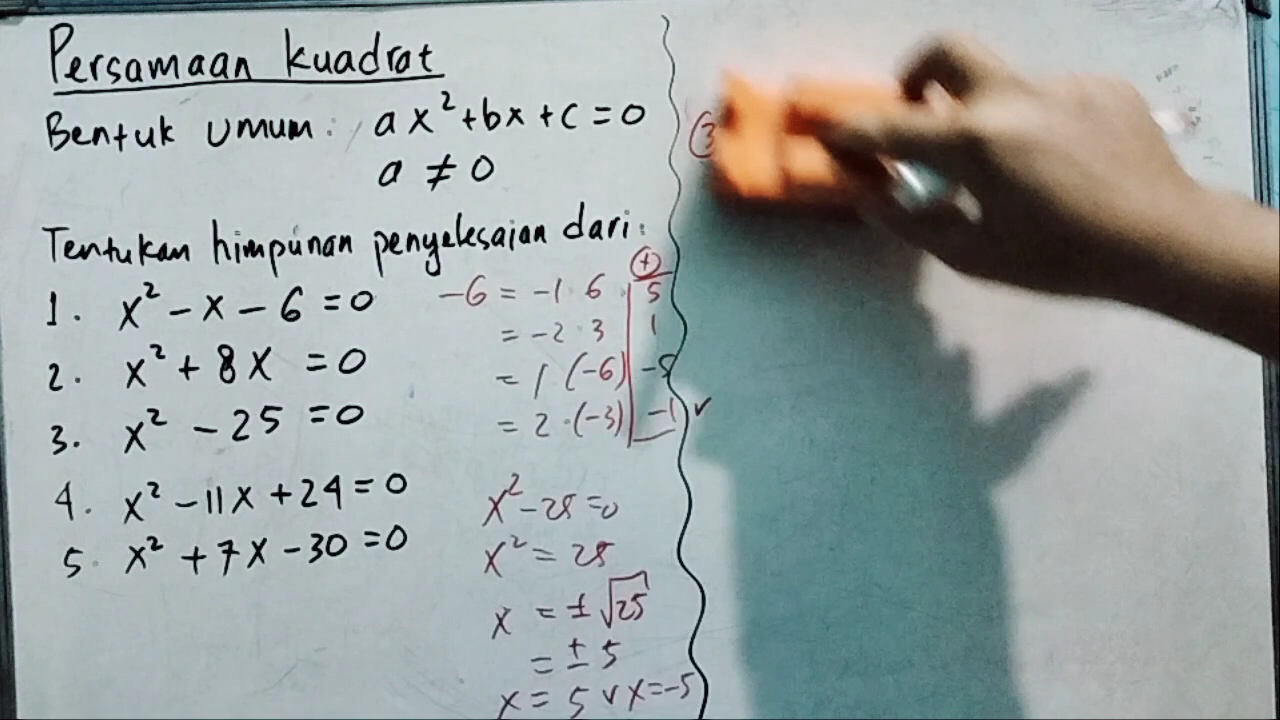 Persamaan kuadrat
Bentuk umum: ax²+bx+c=0
a ≠ 0
Tentukan himpunan penyelesaian dari:
1. x² - x - 6 = 0
2. x² + 8x = 0
3. x² - 25 = 0
4. x² - 11x + 24 = 0
5. x² + 7x - 30 = 0
(+)
-6 = -1 · 6 | 5
= -2 · 3 | 1
= 1 (-6) | -5
= 2 · (-3) | -1 ✓
x² - 25 = 0
x² = 25
x = ± √25
= ± 5
x = 5 v x = -5
③